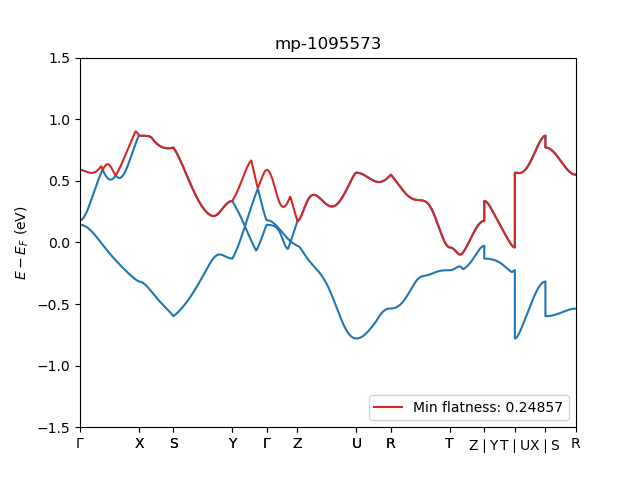 mp-1095573
1.5
1.0
0.5
0.0
−0.5
−1.0
−1.5
E − E_F (eV)
Min flatness: 0.24857
Γ X S Y Γ Z U R T Z | Y T | U X | S R